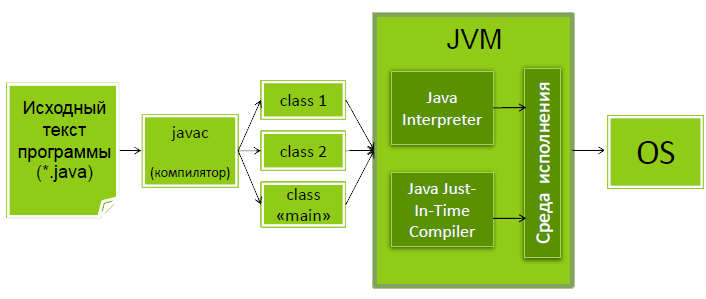 Исходный
текст
программы
(*.java)
javac
(компилятор)
class 1
class 2
class
«main»
JVM
Java
Interpreter
Java Just-
In-Time
Compiler
Среда исполнения
OS